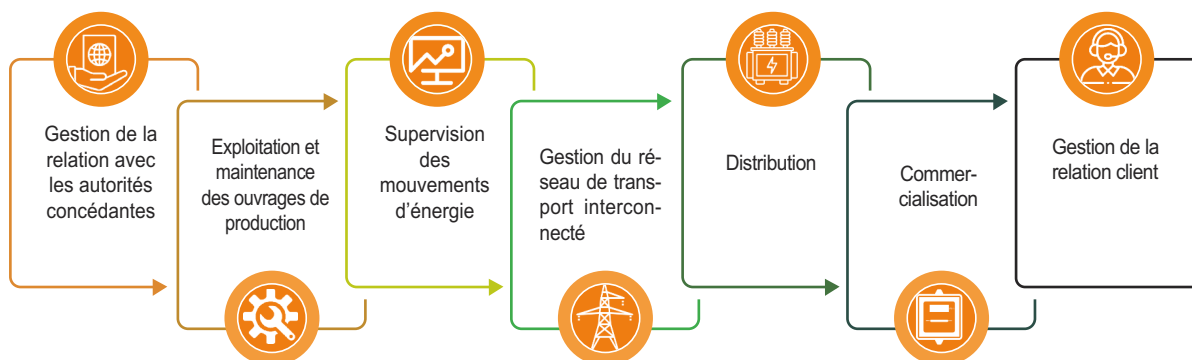 Gestion de la
relation avec
les autorités
concédantes
Exploitation et
maintenance
des ouvrages de
production
Supervision
des
mouvements
d’énergie
Gestion du ré-
seau de trans-
port intercon-
necté
Distribution
Commer-
cialisation
Gestion de la
relation client